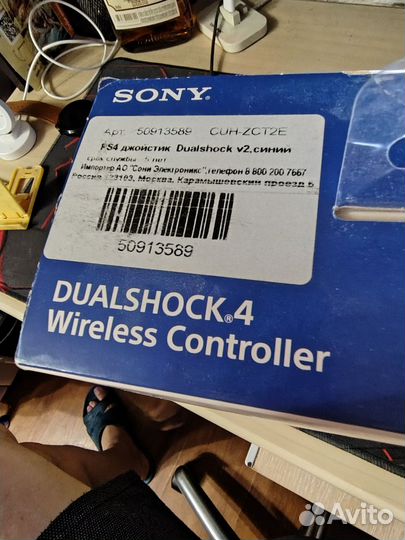 SONY
Арт. 50913589 CUH-ZCT2E
PS4 джойстик Dualshock v2,синий
срок службы 5 лет
Импортер АО "Сони Электроникс",телефон 8 800 200 7667
Россия 123103, Москва, Карамышевский проезд 6
50913589
DUALSHOCK®4
Wireless Controller
Avito